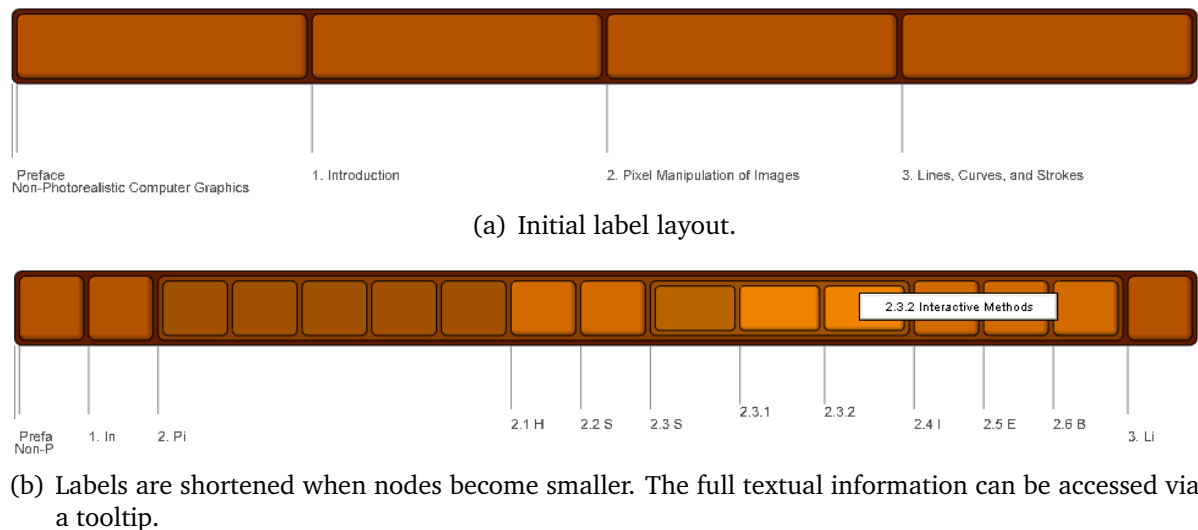 Preface
Non-Photorealistic Computer Graphics
1. Introduction
2. Pixel Manipulation of Images
3. Lines, Curves, and Strokes
(a) Initial label layout.
2.3.2 Interactive Methods
Prefa
Non-P
1. In
2. Pi
2.1 H
2.2 S
2.3 S
2.3.1
2.3.2
2.4 I
2.5 E
2.6 B
3. Li
(b) Labels are shortened when nodes become smaller. The full textual information can be accessed via
a tooltip.